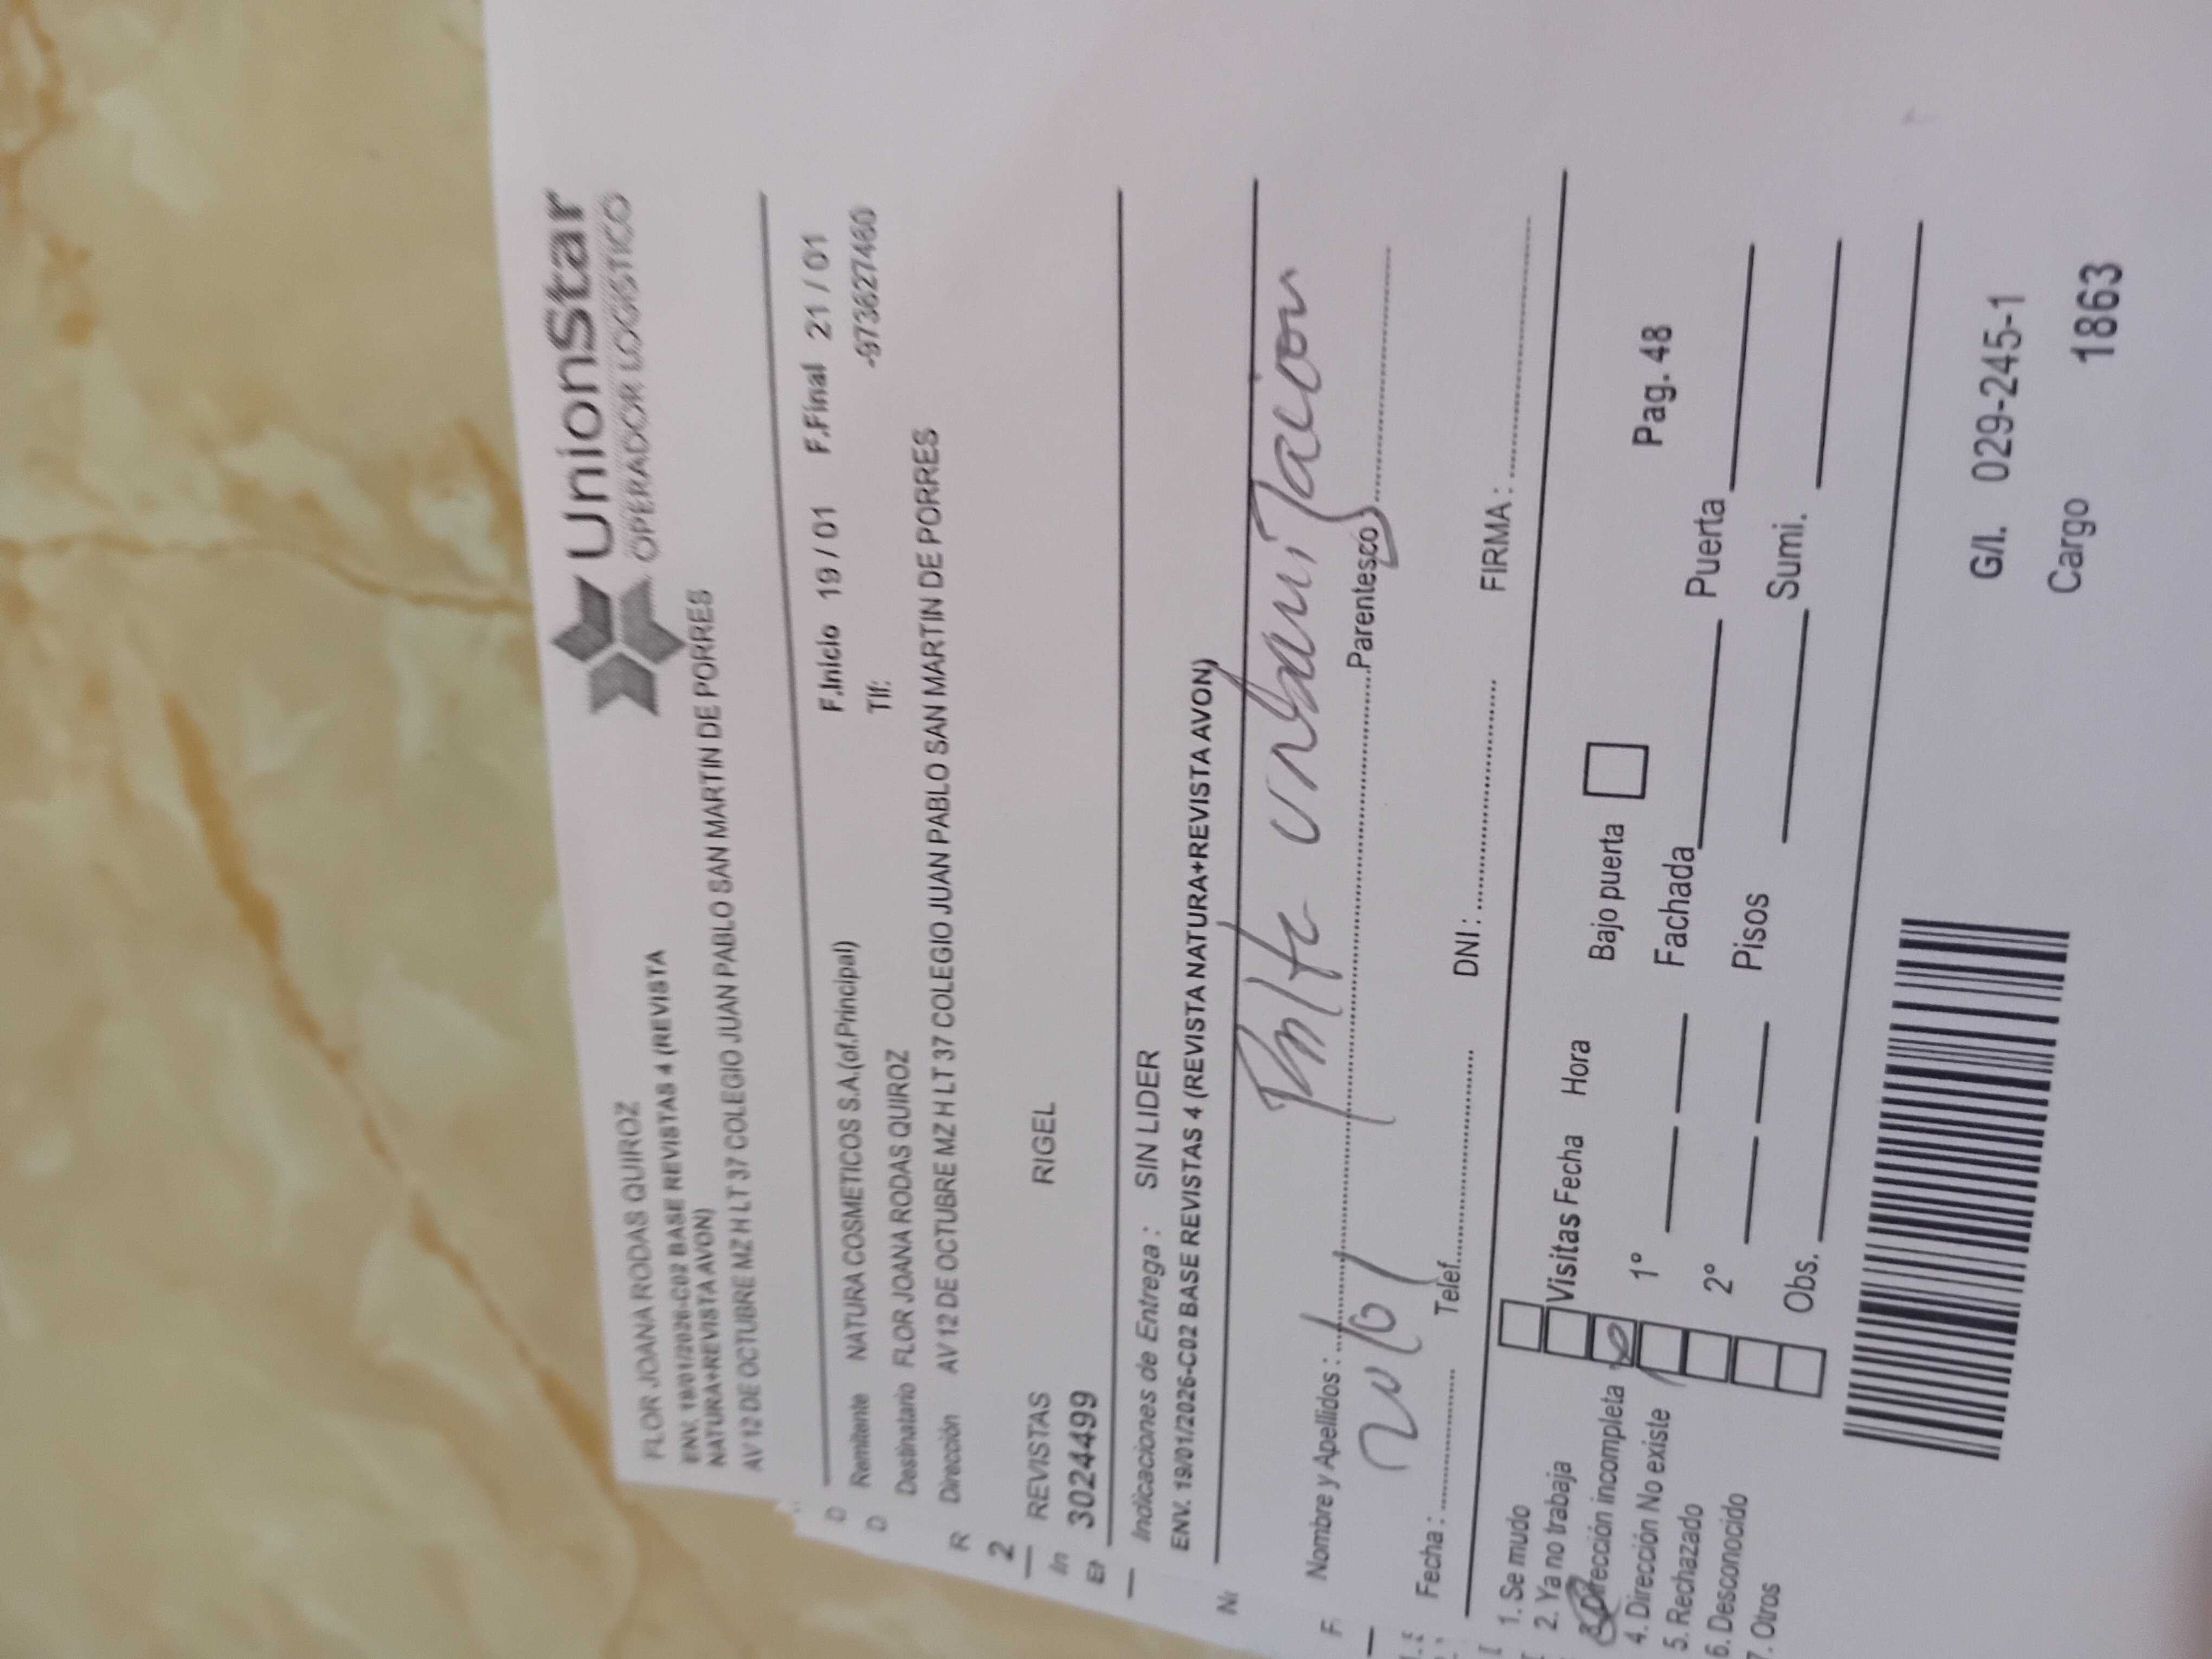 UnionStar
OPERADOR LOGISTICO
FLOR JOANA RODAS QUIROZ
ENV. 19/01/2026-C02 BASE REVISTAS 4 (REVISTA
NATURA+REVISTA AVON)
AV 12 DE OCTUBRE MZ H LT 37 COLEGIO JUAN PABLO SAN MARTIN DE PORRES
F.Inicio 19 / 01 F.Final 21 / 01
Remitente NATURA COSMETICOS S.A.(of.Principal) Tlf: -973627460
Destinatario FLOR JOANA RODAS QUIROZ
Dirección AV 12 DE OCTUBRE MZ H LT 37 COLEGIO JUAN PABLO SAN MARTIN DE PORRES
2
REVISTAS RIGEL
3024499
Indicaciones de Entrega : SIN LIDER
ENV. 19/01/2026-C02 BASE REVISTAS 4 (REVISTA NATURA+REVISTA AVON)
Nombre y Apellidos : Parentesco
Fecha : Telef. DNI : FIRMA :
1. Se mudo
2. Ya no trabaja Visitas Fecha Hora Bajo puerta Pag. 48
3. Dirección incompleta
4. Dirección No existe 1° Fachada Puerta
5. Rechazado
6. Desconocido 2° Pisos Sumi.
7. Otros Obs.
G/I. 029-245-1
Cargo 1863